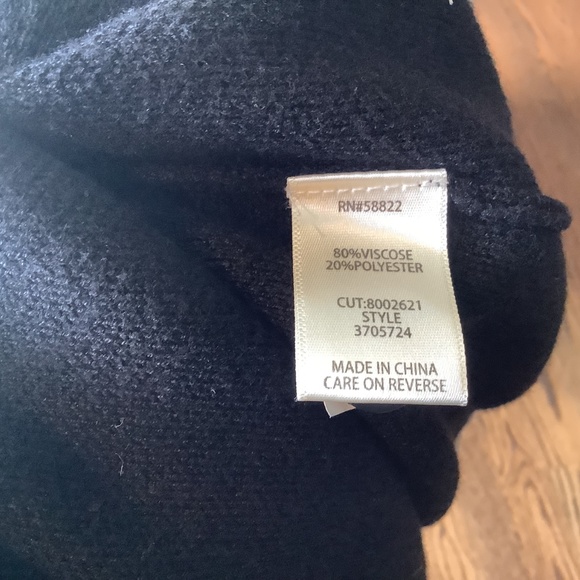 RN#58822
80%VISCOSE
20%POLYESTER
CUT:8002621
STYLE
3705724
MADE IN CHINA
CARE ON REVERSE